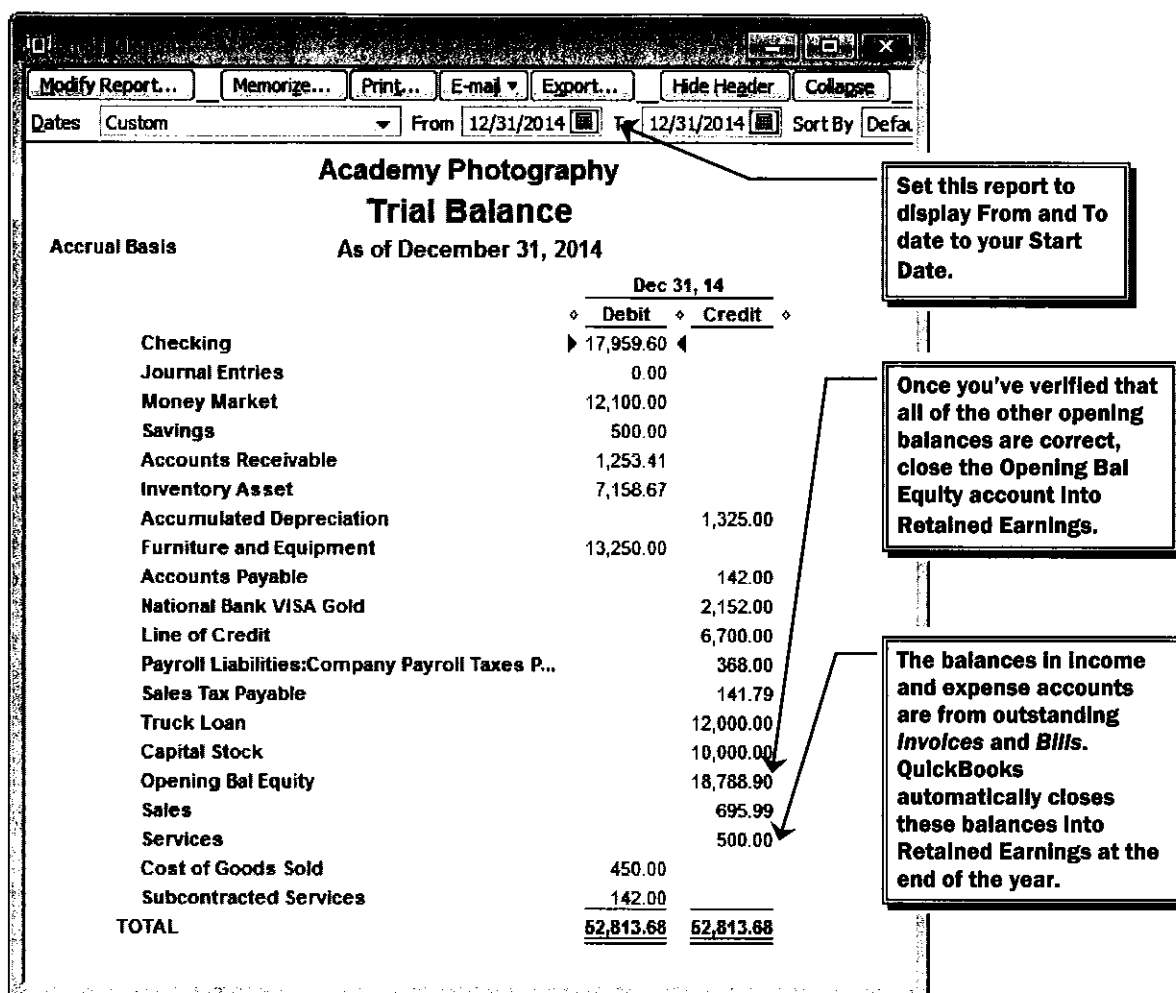 Modify Report... Memorize... Print... E-mail Export... Hide Header Collapse
Dates Custom From 12/31/2014 To 12/31/2014 Sort By Defau
Academy Photography
Trial Balance
Accrual Basis As of December 31, 2014
Dec 31, 14
Debit Credit
Checking 17,959.60
Journal Entries 0.00
Money Market 12,100.00
Savings 500.00
Accounts Receivable 1,253.41
Inventory Asset 7,158.67
Accumulated Depreciation 1,325.00
Furniture and Equipment 13,250.00
Accounts Payable 142.00
National Bank VISA Gold 2,152.00
Line of Credit 6,700.00
Payroll Liabilities:Company Payroll Taxes P... 368.00
Sales Tax Payable 141.79
Truck Loan 12,000.00
Capital Stock 10,000.00
Opening Bal Equity 18,788.90
Sales 695.99
Services 500.00
Cost of Goods Sold 450.00
Subcontracted Services 142.00
TOTAL 52,813.68 52,813.68
Set this report to
display From and To
date to your Start
Date.
Once you've verified that
all of the other opening
balances are correct,
close the Opening Bal
Equity account into
Retained Earnings.
The balances in income
and expense accounts
are from outstanding
Invoices and Bills.
QuickBooks
automatically closes
these balances into
Retained Earnings at the
end of the year.